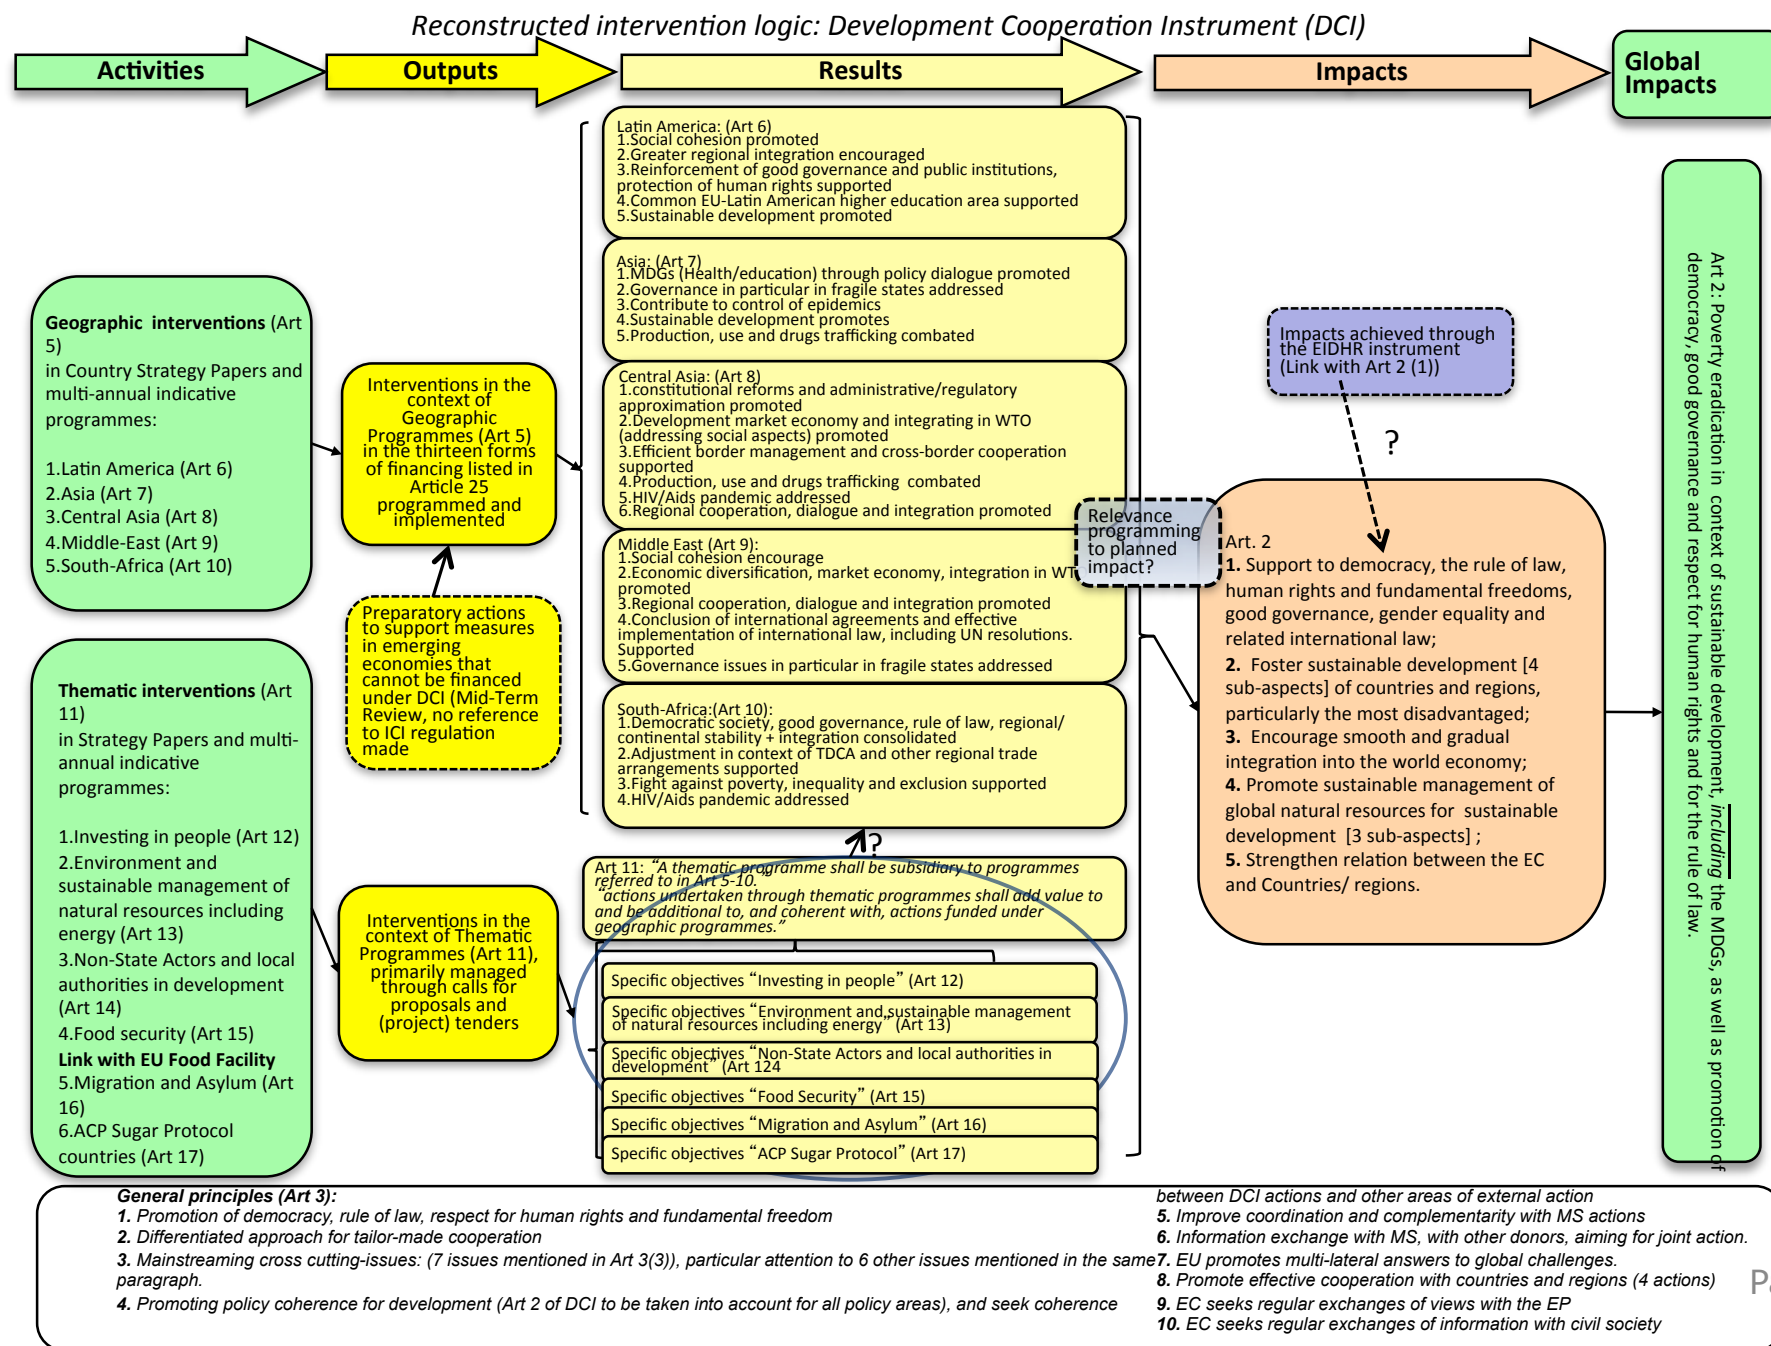 Reconstructed intervention logic: Development Cooperation Instrument (DCI)
Activities
Outputs
Results
Impacts
Global
Impacts
Geographic interventions (Art
5)
in Country Strategy Papers and
multi-annual indicative
programmes:
1.Latin America (Art 6)
2.Asia (Art 7)
3.Central Asia (Art 8)
4.Middle-East (Art 9)
5.South-Africa (Art 10)
Thematic interventions (Art
11)
in Strategy Papers and multi-
annual indicative
programmes:
1.Investing in people (Art 12)
2.Environment and
sustainable management of
natural resources including
energy (Art 13)
3.Non-State Actors and local
authorities in development
(Art 14)
4.Food security (Art 15)
Link with EU Food Facility
5.Migration and Asylum (Art
16)
6.ACP Sugar Protocol
countries (Art 17)
Interventions in the
context of
Geographic
Programmes (Art 5)
in the thirteen forms
of financing listed in
Article 25
programmed and
implemented
Preparatory actions
to support measures
in emerging
economies that
cannot be financed
under DCI (Mid-Term
Review, no reference
to ICI regulation
made
Interventions in the
context of Thematic
Programmes (Art 11),
primarily managed
through calls for
proposals and
(project) tenders
Latin America: (Art 6)
1.Social cohesion promoted
2.Greater regional integration encouraged
3.Reinforcement of good governance and public institutions,
protection of human rights supported
4.Common EU-Latin American higher education area supported
5.Sustainable development promoted
Asia: (Art 7)
1.MDGs (Health/education) through policy dialogue promoted
2.Governance in particular in fragile states addressed
3.Contribute to control of epidemics
4.Sustainable development promotes
5.Production, use and drugs trafficking combated
Central Asia: (Art 8)
1.constitutional reforms and administrative/regulatory
approximation promoted
2.Development market economy and integrating in WTO
(addressing social aspects) promoted
3.Efficient border management and cross-border cooperation
supported
4.Production, use and drugs trafficking combated
5.HIV/Aids pandemic addressed
6.Regional cooperation, dialogue and integration promoted
Middle East (Art 9):
1.Social cohesion encourage
2.Economic diversification, market economy, integration in WT
promoted
3.Regional cooperation, dialogue and integration promoted
4.Conclusion of international agreements and effective
implementation of international law, including UN resolutions.
Supported
5.Governance issues in particular in fragile states addressed
South-Africa:(Art 10):
1.Democratic society, good governance, rule of law, regional/
continental stability + integration consolidated
2.Adjustment in context of TDCA and other regional trade
arrangements supported
3.Fight against poverty, inequality and exclusion supported
4.HIV/Aids pandemic addressed
?
Art 11: “A thematic programme shall be subsidiary to programmes
referred to in Art 5-10.”
“actions undertaken through thematic programmes shall add value to
and be additional to, and coherent with, actions funded under
geographic programmes.”
Specific objectives “Investing in people” (Art 12)
Specific objectives “Environment and sustainable management
of natural resources including energy” (Art 13)
Specific objectives “Non-State Actors and local authorities in
development” (Art 124
Specific objectives “Food Security” (Art 15)
Specific objectives “Migration and Asylum” (Art 16)
Specific objectives “ACP Sugar Protocol” (Art 17)
Relevance
programming
to planned
impact?
Impacts achieved through
the EIDHR instrument
(Link with Art 2 (1))
?
Art. 2
1. Support to democracy, the rule of law,
human rights and fundamental freedoms,
good governance, gender equality and
related international law;
2. Foster sustainable development [4
sub-aspects] of countries and regions,
particularly the most disadvantaged;
3. Encourage smooth and gradual
integration into the world economy;
4. Promote sustainable management of
global natural resources for sustainable
development [3 sub-aspects] ;
5. Strengthen relation between the EC
and Countries/ regions.
Art 2: Poverty eradication in context of sustainable development, including the MDGs, as well as promotion of
democracy, good governance and respect for human rights and for the rule of law.
General principles (Art 3):
1. Promotion of democracy, rule of law, respect for human rights and fundamental freedom
2. Differentiated approach for tailor-made cooperation
3. Mainstreaming cross cutting-issues: (7 issues mentioned in Art 3(3)), particular attention to 6 other issues mentioned in the same
paragraph.
4. Promoting policy coherence for development (Art 2 of DCI to be taken into account for all policy areas), and seek coherence
between DCI actions and other areas of external action
5. Improve coordination and complementarity with MS actions
6. Information exchange with MS, with other donors, aiming for joint action.
7. EU promotes multi-lateral answers to global challenges.
8. Promote effective cooperation with countries and regions (4 actions)
9. EC seeks regular exchanges of views with the EP
10. EC seeks regular exchanges of information with civil society